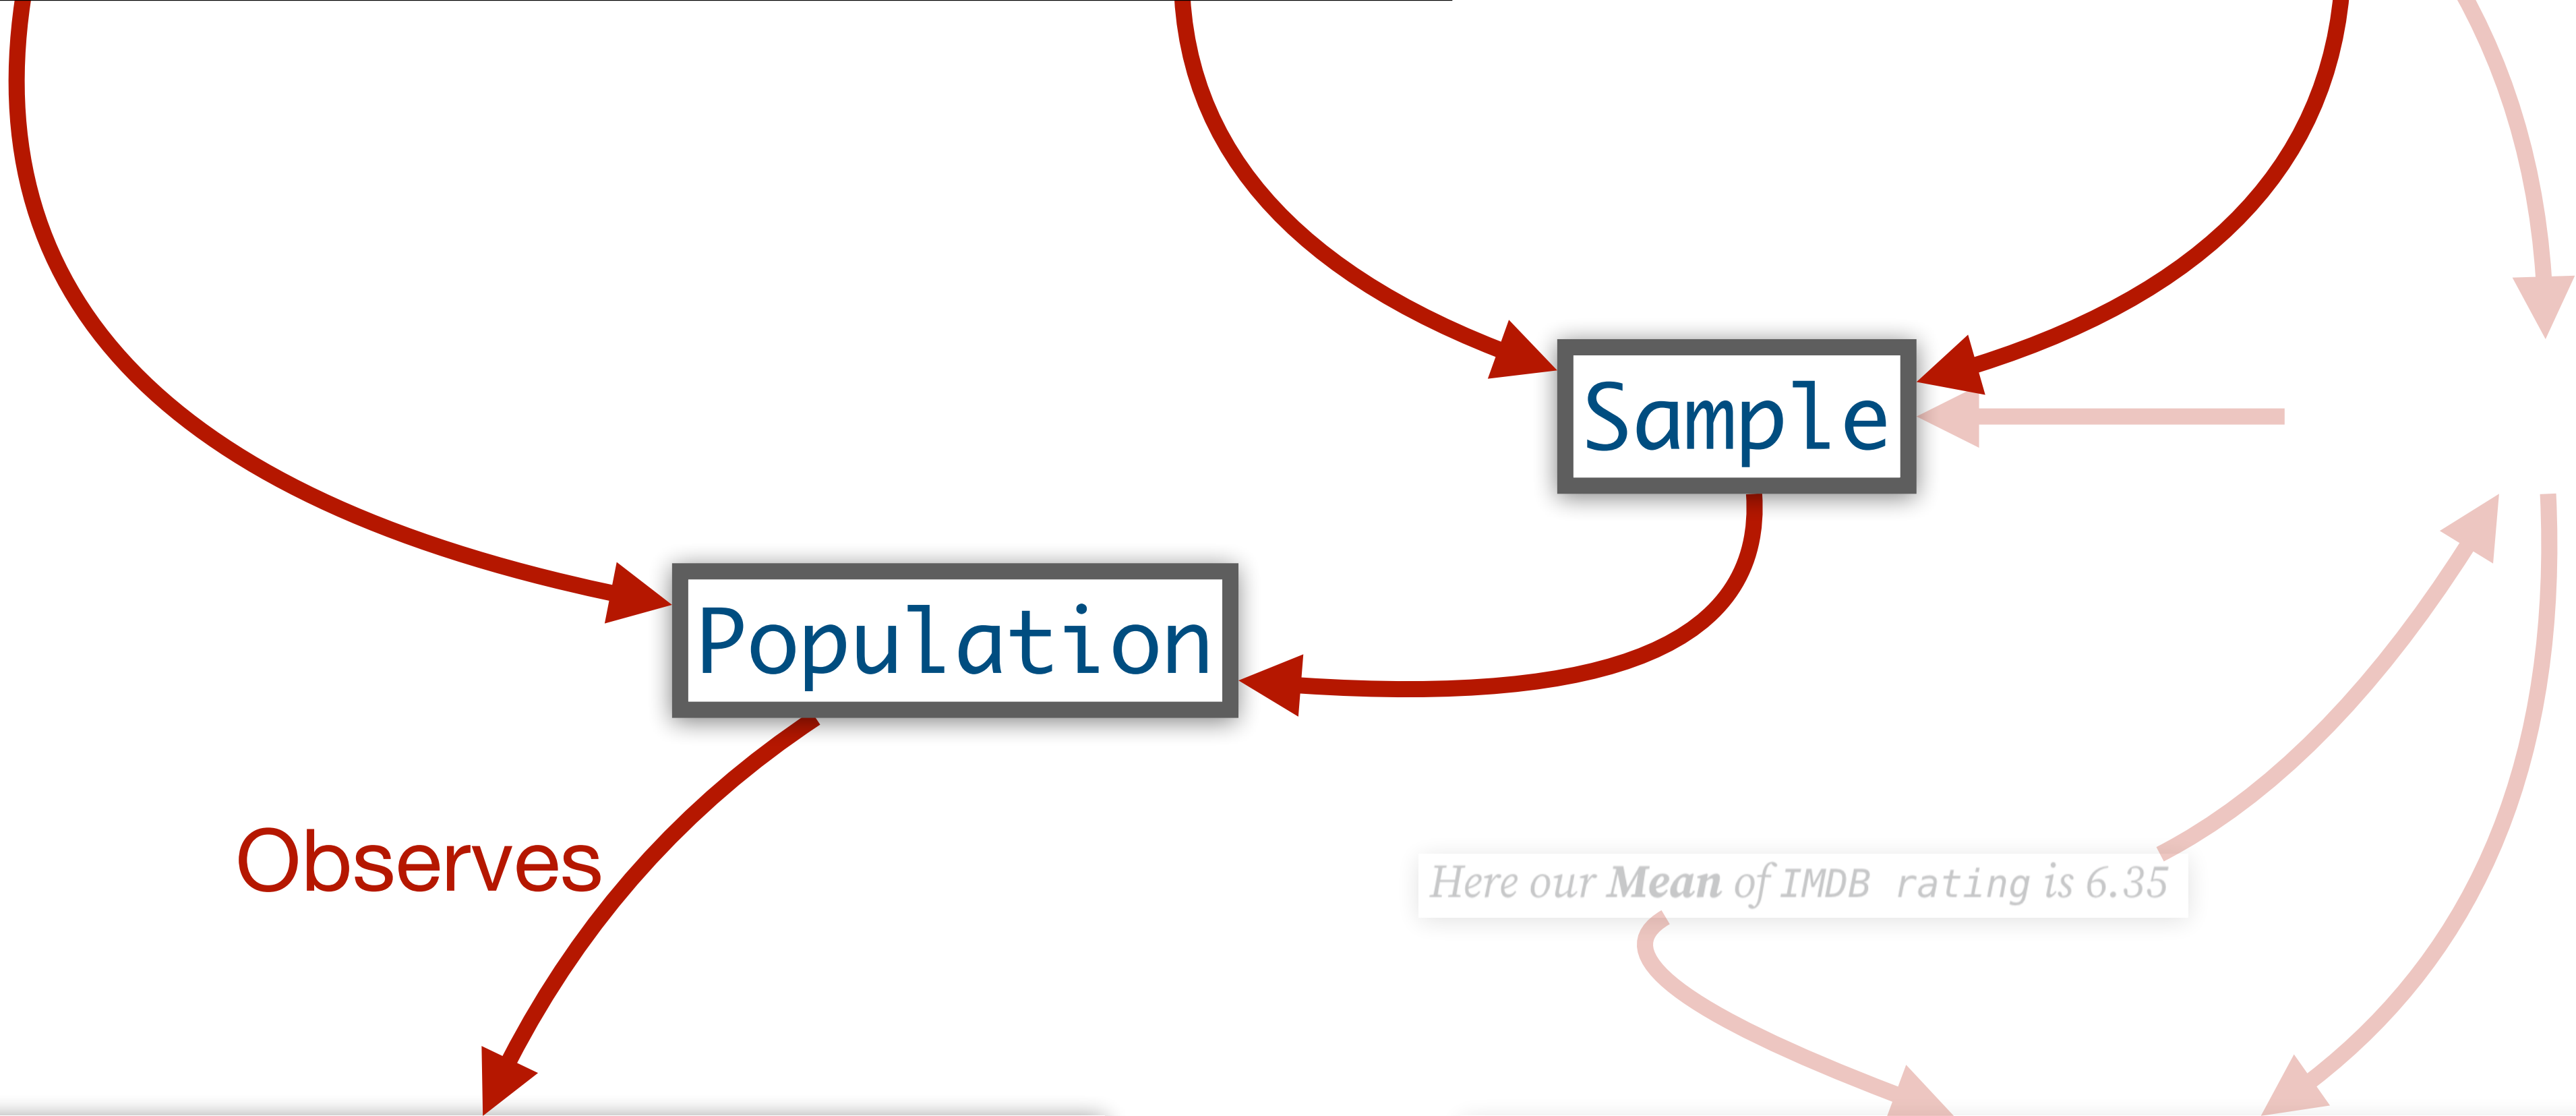 Sample
Population
Observes
Here our Mean of IMDB rating is 6.35